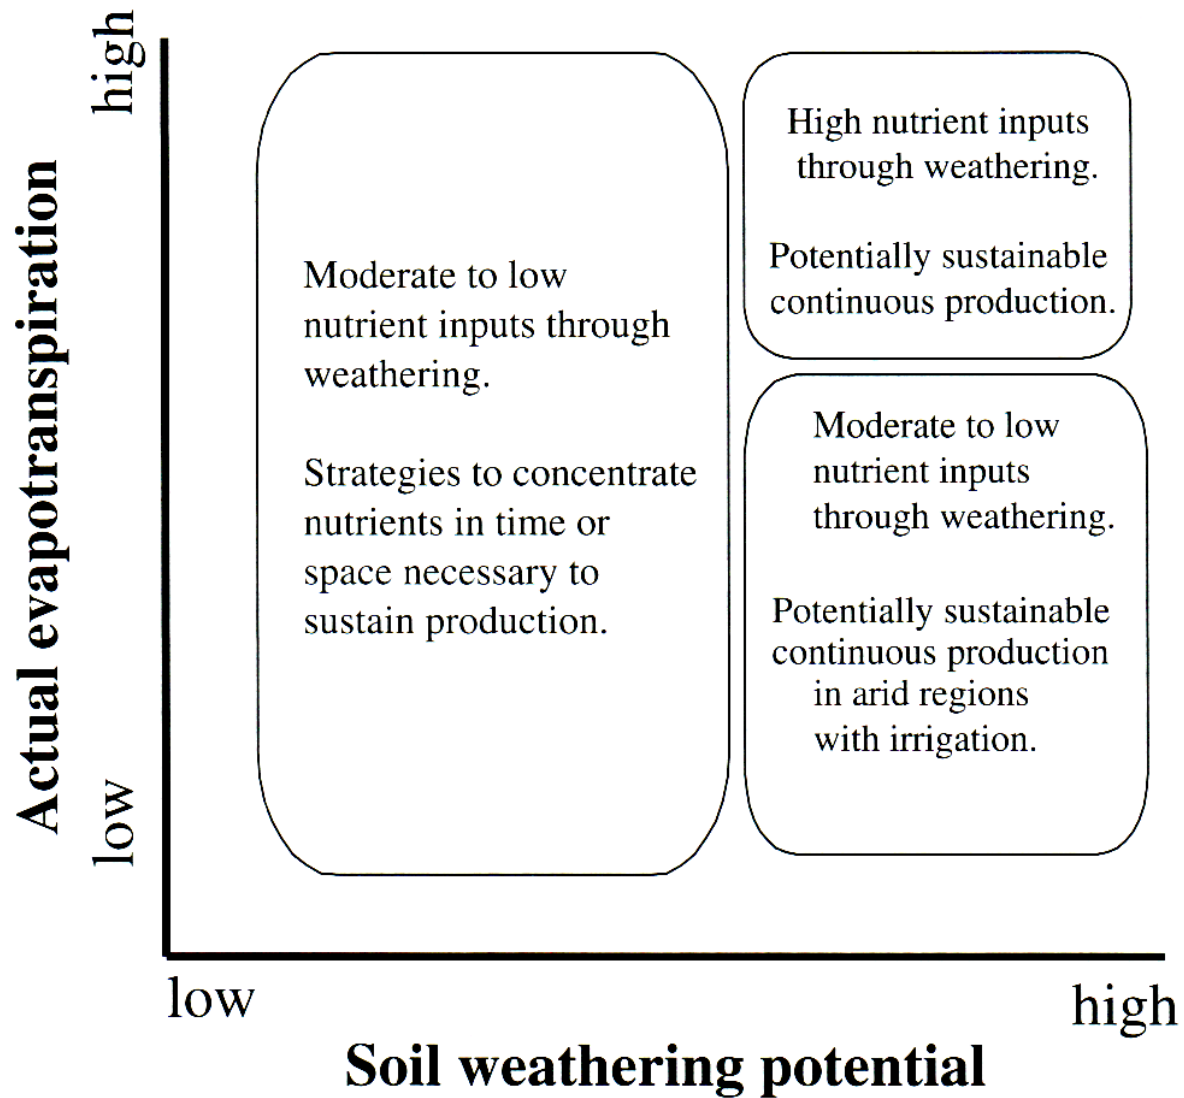 high
Actual evapotranspiration
low
Moderate to low
nutrient inputs through
weathering.
Strategies to concentrate
nutrients in time or
space necessary to
sustain production.
High nutrient inputs
through weathering.
Potentially sustainable
continuous production.
Moderate to low
nutrient inputs
through weathering.
Potentially sustainable
continuous production
in arid regions
with irrigation.
low
high
Soil weathering potential